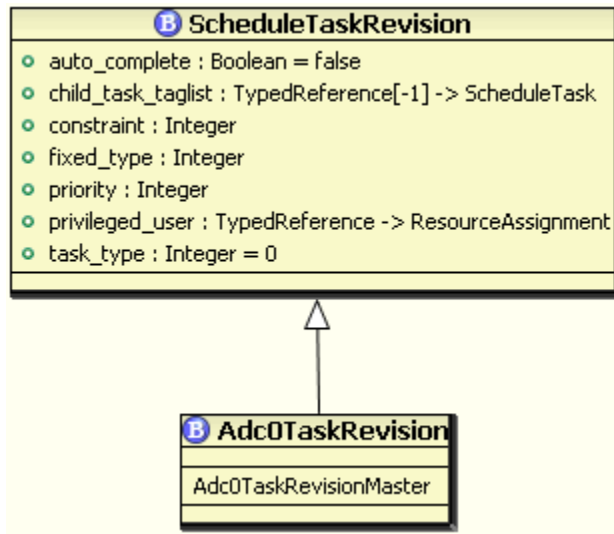 B ScheduleTaskRevision
auto_complete : Boolean = false
child_task_taglist : TypedReference[-1] -> ScheduleTask
constraint : Integer
fixed_type : Integer
priority : Integer
privileged_user : TypedReference -> ResourceAssignment
task_type : Integer = 0
B Adc0TaskRevision
Adc0TaskRevisionMaster